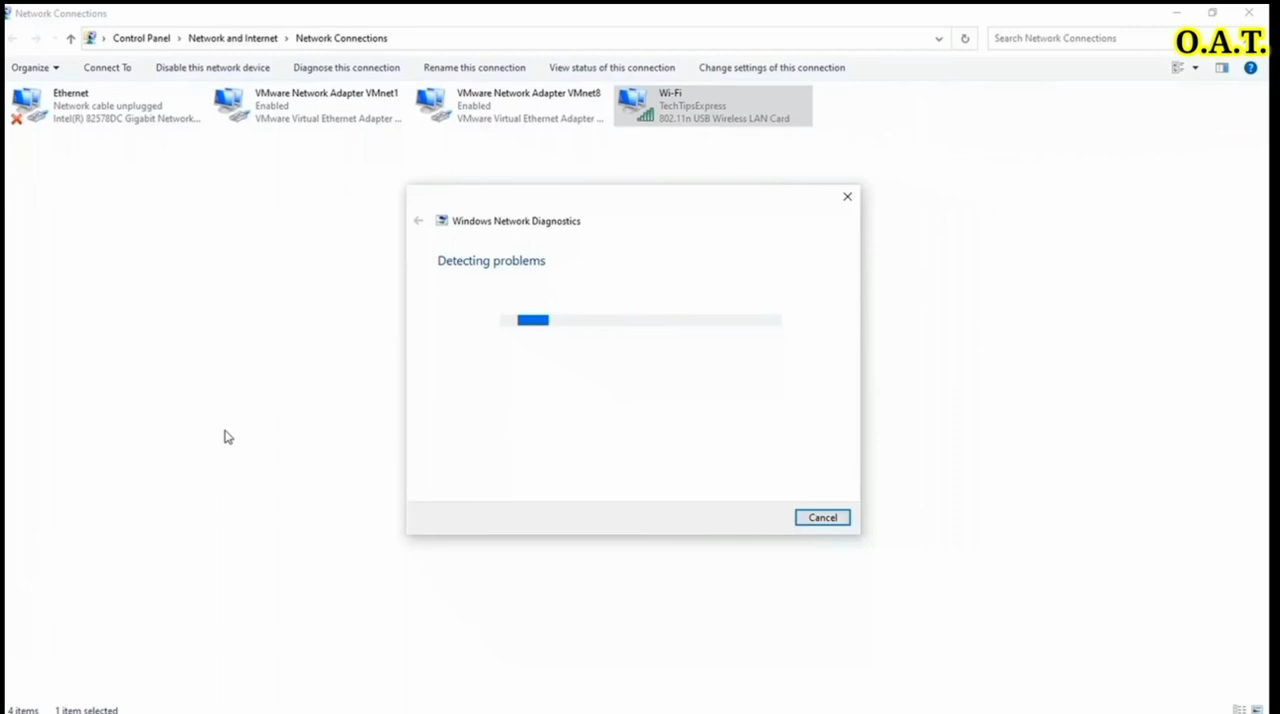 Network Connections
Control Panel > Network and Internet > Network Connections
Search Network Connections
O.A.T.
Organize Connect To Disable this network device Diagnose this connection Rename this connection View status of this connection Change settings of this connection
Ethernet
Network cable unplugged
Intel(R) 82578DC Gigabit Network...
VMware Network Adapter VMnet1
Enabled
VMware Virtual Ethernet Adapter ...
VMware Network Adapter VMnet8
Enabled
VMware Virtual Ethernet Adapter ...
Wi-Fi
TechTipsExpress
802.11n USB Wireless LAN Card
Windows Network Diagnostics
Detecting problems
Cancel
4 items 1 item selected